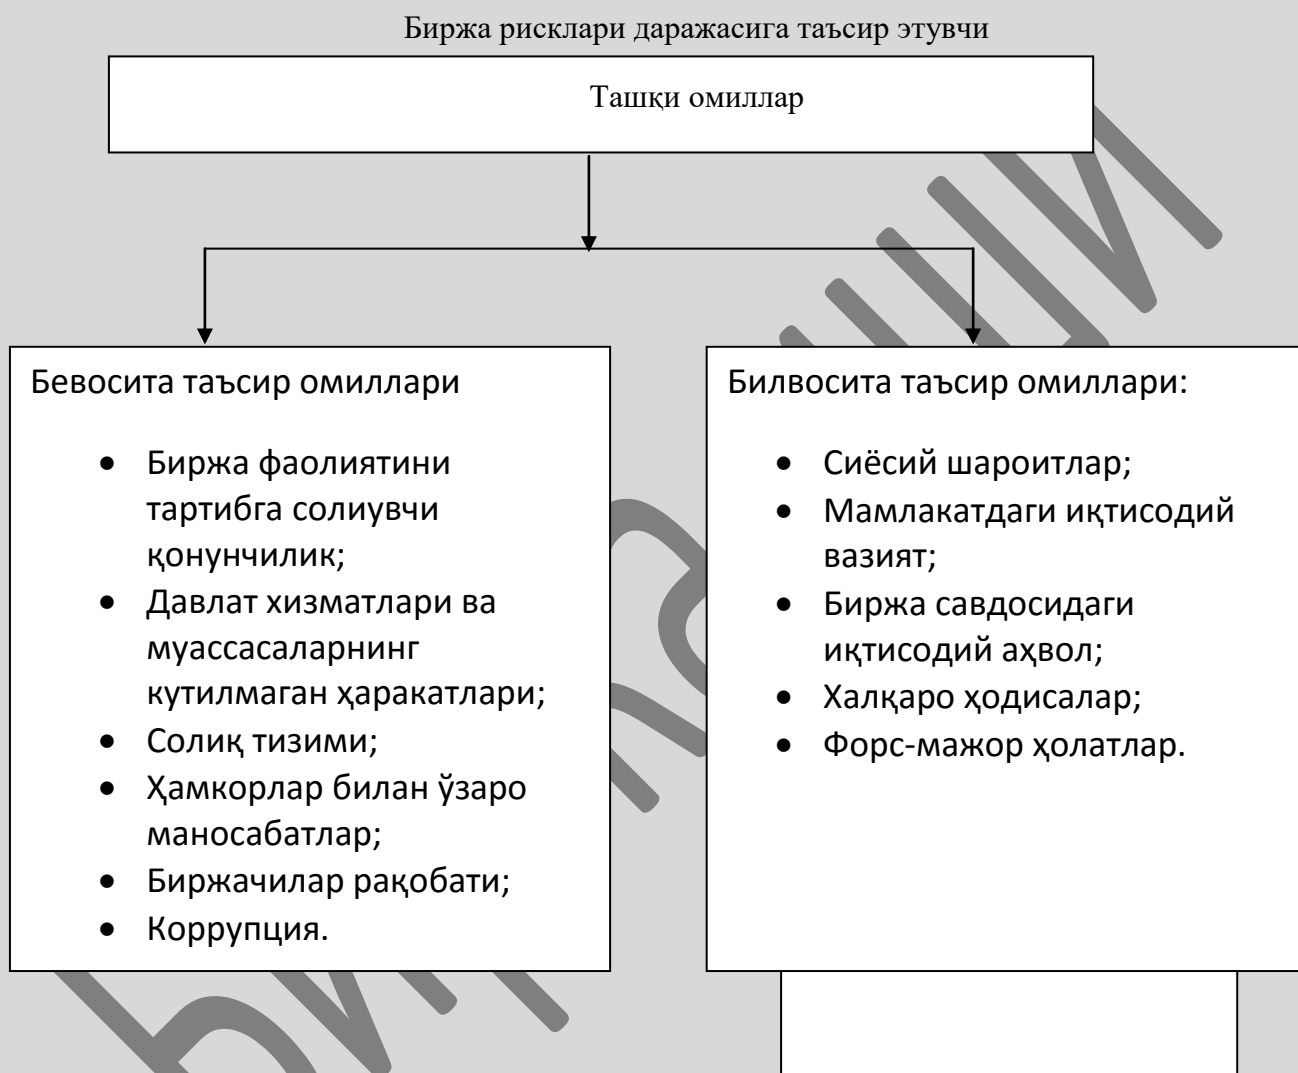 Биржа рисклари даражасига таъсир этувчи
Ташқи омиллар
Бевосита таъсир омиллари
• Биржа фаолиятини
тартибга солиувчи
қонунчилик;
• Давлат хизматлари ва
муассасаларнинг
кутилмаган ҳаракатлари;
• Солиқ тизими;
• Ҳамкорлар билан ўзаро
маносабатлар;
• Биржачилар рақобати;
• Коррупция.
Билвосита таъсир омиллари:
• Сиёсий шароитлар;
• Мамлакатдаги иқтисодий
вазият;
• Биржа савдосидаги
иқтисодий аҳвол;
• Халқаро ҳодисалар;
• Форс-мажор ҳолатлар.